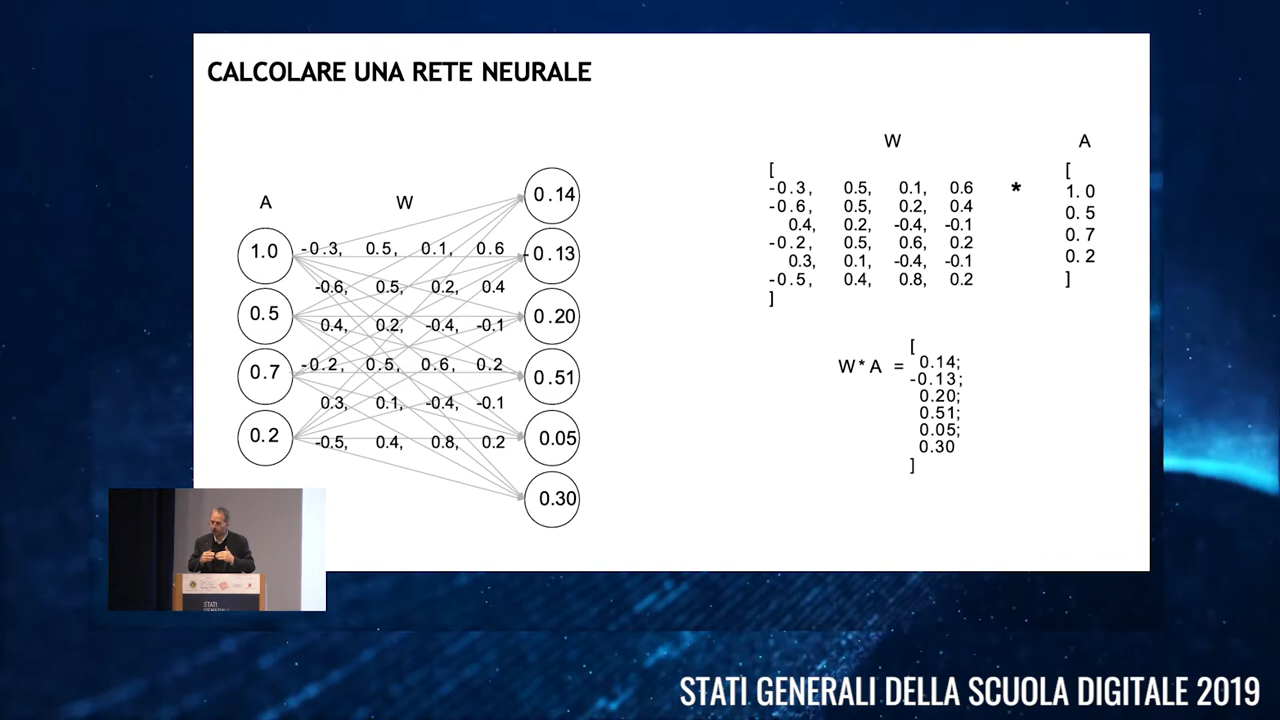 CALCOLARE UNA RETE NEURALE
A W
1.0
0.5
0.7
0.2
-0.3, 0.5, 0.1, 0.6
-0.6, 0.5, 0.2, 0.4
0.4, 0.2, -0.4, -0.1
-0.2, 0.5, 0.6, 0.2
0.3, 0.1, -0.4, -0.1
-0.5, 0.4, 0.8, 0.2
0.14
-0.13
0.20
0.51
0.05
0.30
W
[
-0.3, 0.5, 0.1, 0.6
-0.6, 0.5, 0.2, 0.4
0.4, 0.2, -0.4, -0.1
-0.2, 0.5, 0.6, 0.2
0.3, 0.1, -0.4, -0.1
-0.5, 0.4, 0.8, 0.2
]
*
A
[
1.0
0.5
0.7
0.2
]
W * A =
[
0.14;
-0.13;
0.20;
0.51;
0.05;
0.30
]
STATI
GENERALI
STATI GENERALI DELLA SCUOLA DIGITALE 2019